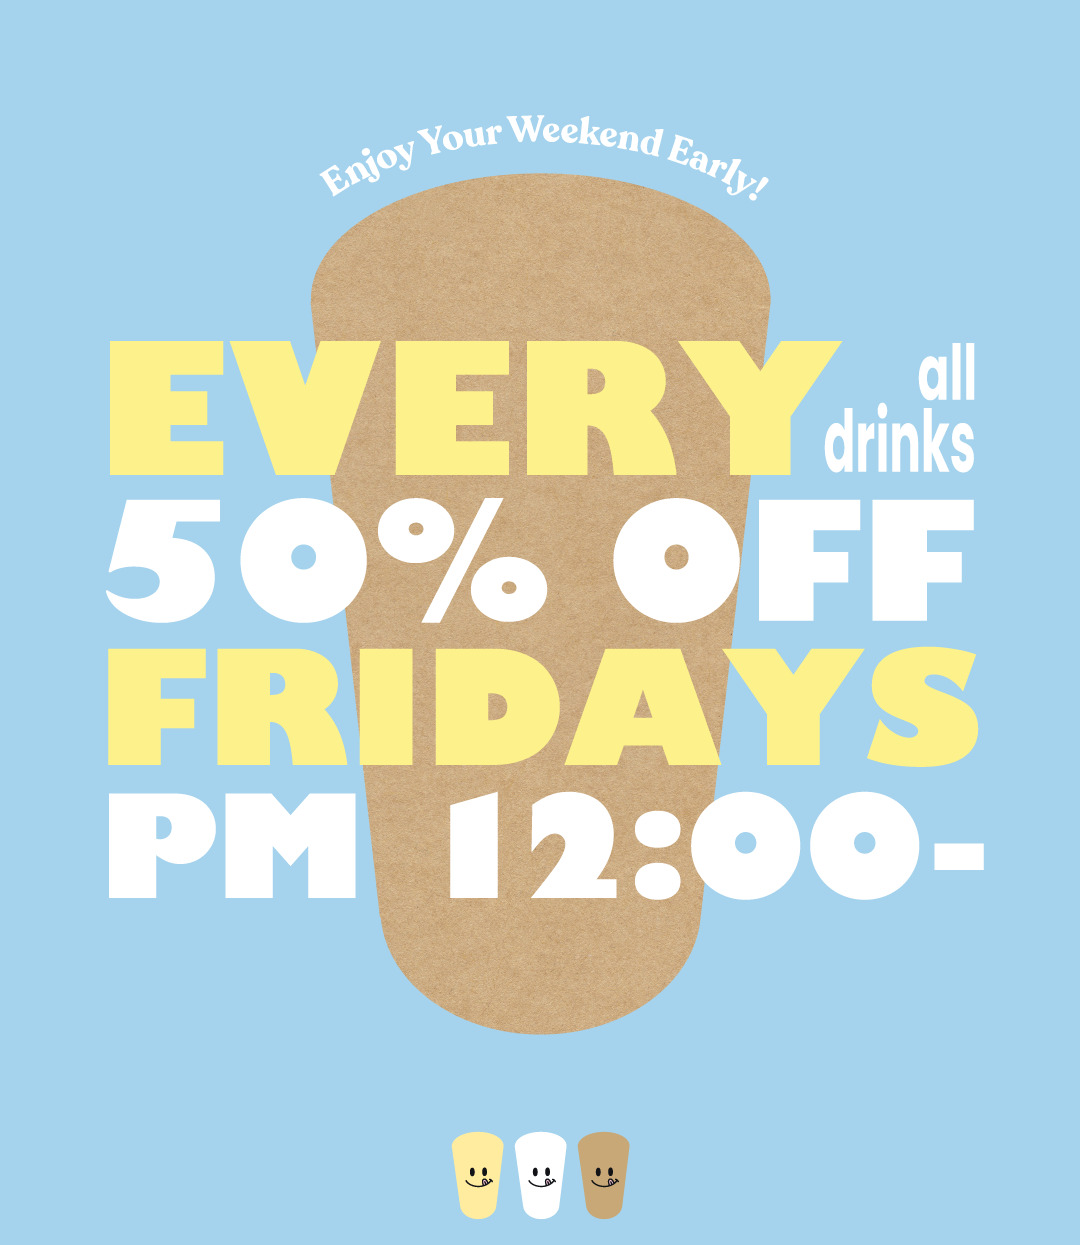 Enjoy Your Weekend Early!
EVERY
all
drinks
50% OFF
FRIDAYS
PM 12:00-